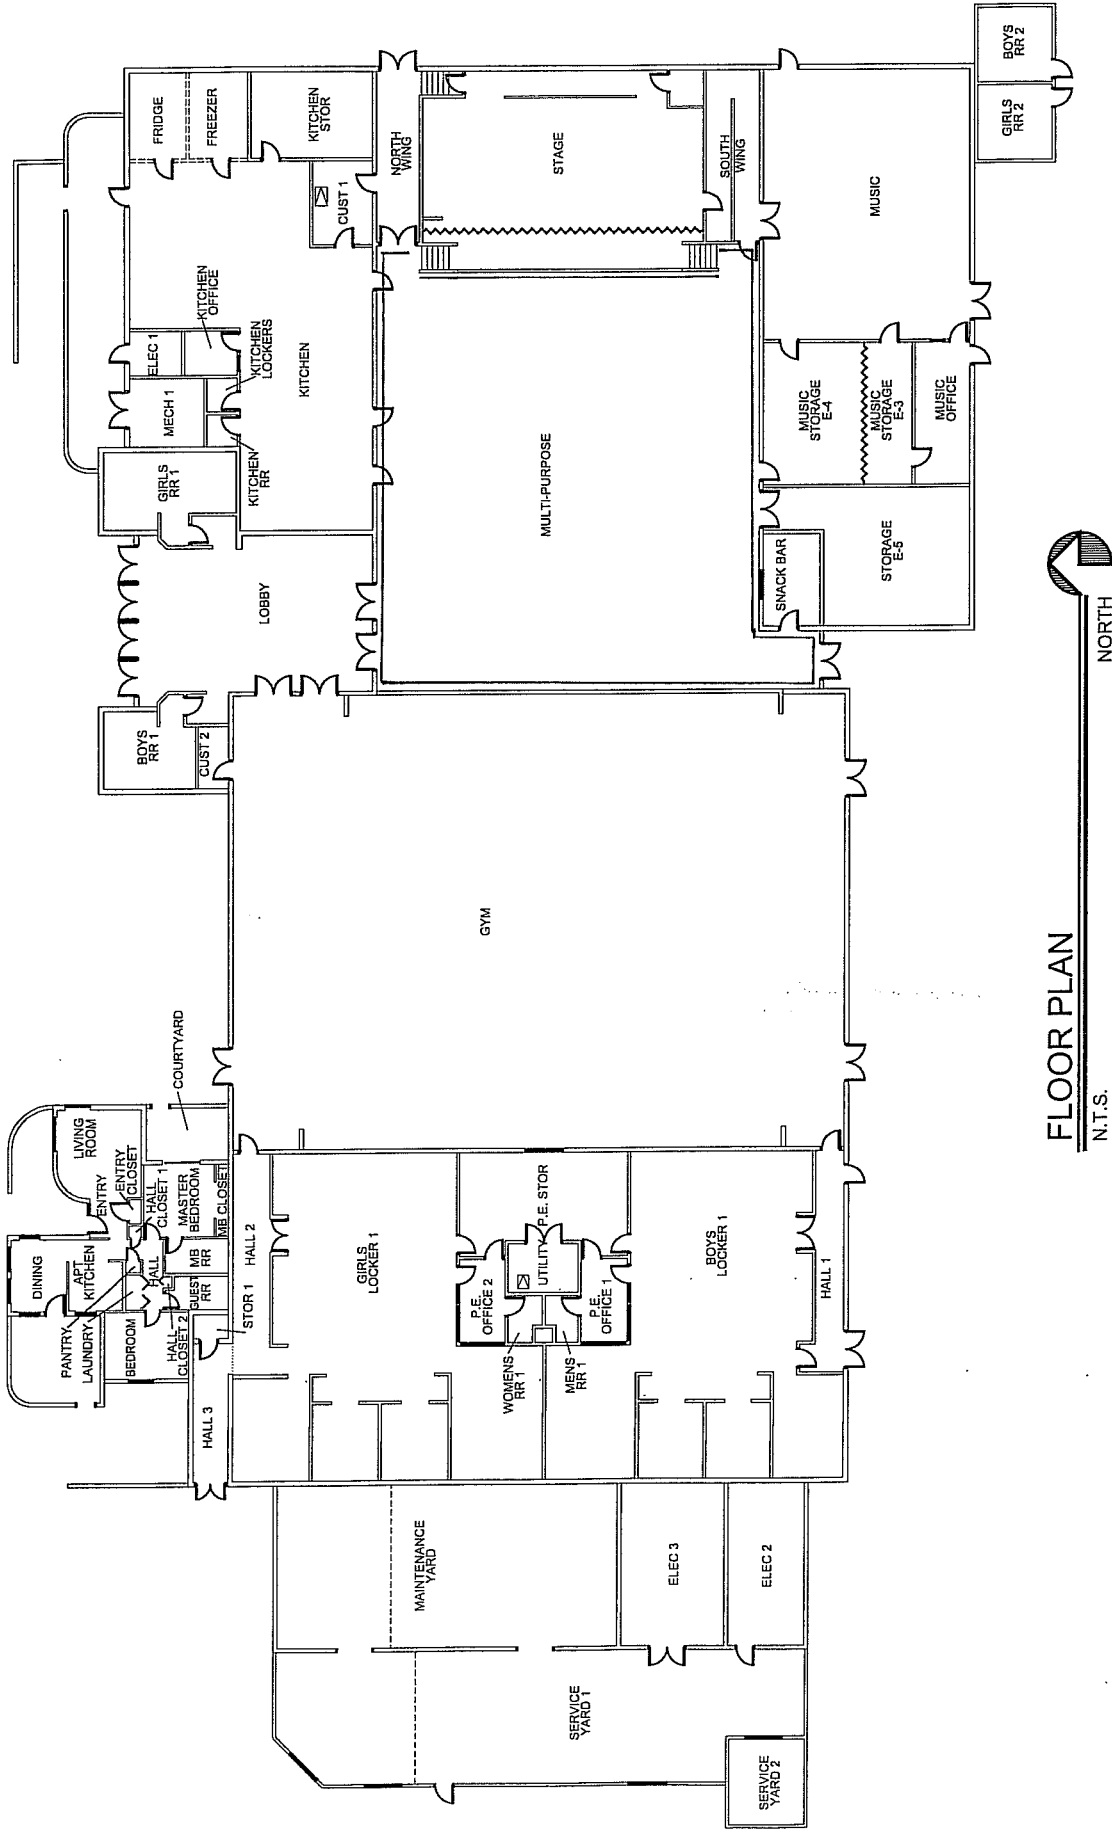 BOYS
RR 2
GIRLS
RR 2
FRIDGE
FREEZER
KITCHEN
STOR
CUST 1
NORTH
WING
STAGE
SOUTH
WING
MUSIC
KITCHEN
OFFICE
ELEC 1
KITCHEN
LOCKERS
MECH 1
KITCHEN
KITCHEN
RR
GIRLS
RR 1
MULTI-PURPOSE
MUSIC
STORAGE
E-4
MUSIC
STORAGE
E-3
MUSIC
OFFICE
STORAGE
E-5
SNACK BAR
LOBBY
BOYS
RR 1
CUST 2
GYM
COURTYARD
LIVING
ROOM
ENTRY
ENTRY
CLOSET
HALL
CLOSET 1
MASTER
BEDROOM
MB CLOSET
DINING
APT
KITCHEN
HALL
MB
RR
GUEST
RR
PANTRY
LAUNDRY
BEDROOM
HALL
CLOSET 2
STOR 1
HALL 2
HALL 3
GIRLS
LOCKER 1
P.E. STOR
UTILITY
P.E.
OFFICE 2
P.E.
OFFICE 1
WOMENS
RR 1
MENS
RR 1
BOYS
LOCKER 1
HALL 1
MAINTENANCE
YARD
ELEC 3
ELEC 2
SERVICE
YARD 1
SERVICE
YARD 2
FLOOR PLAN
N.T.S.
NORTH